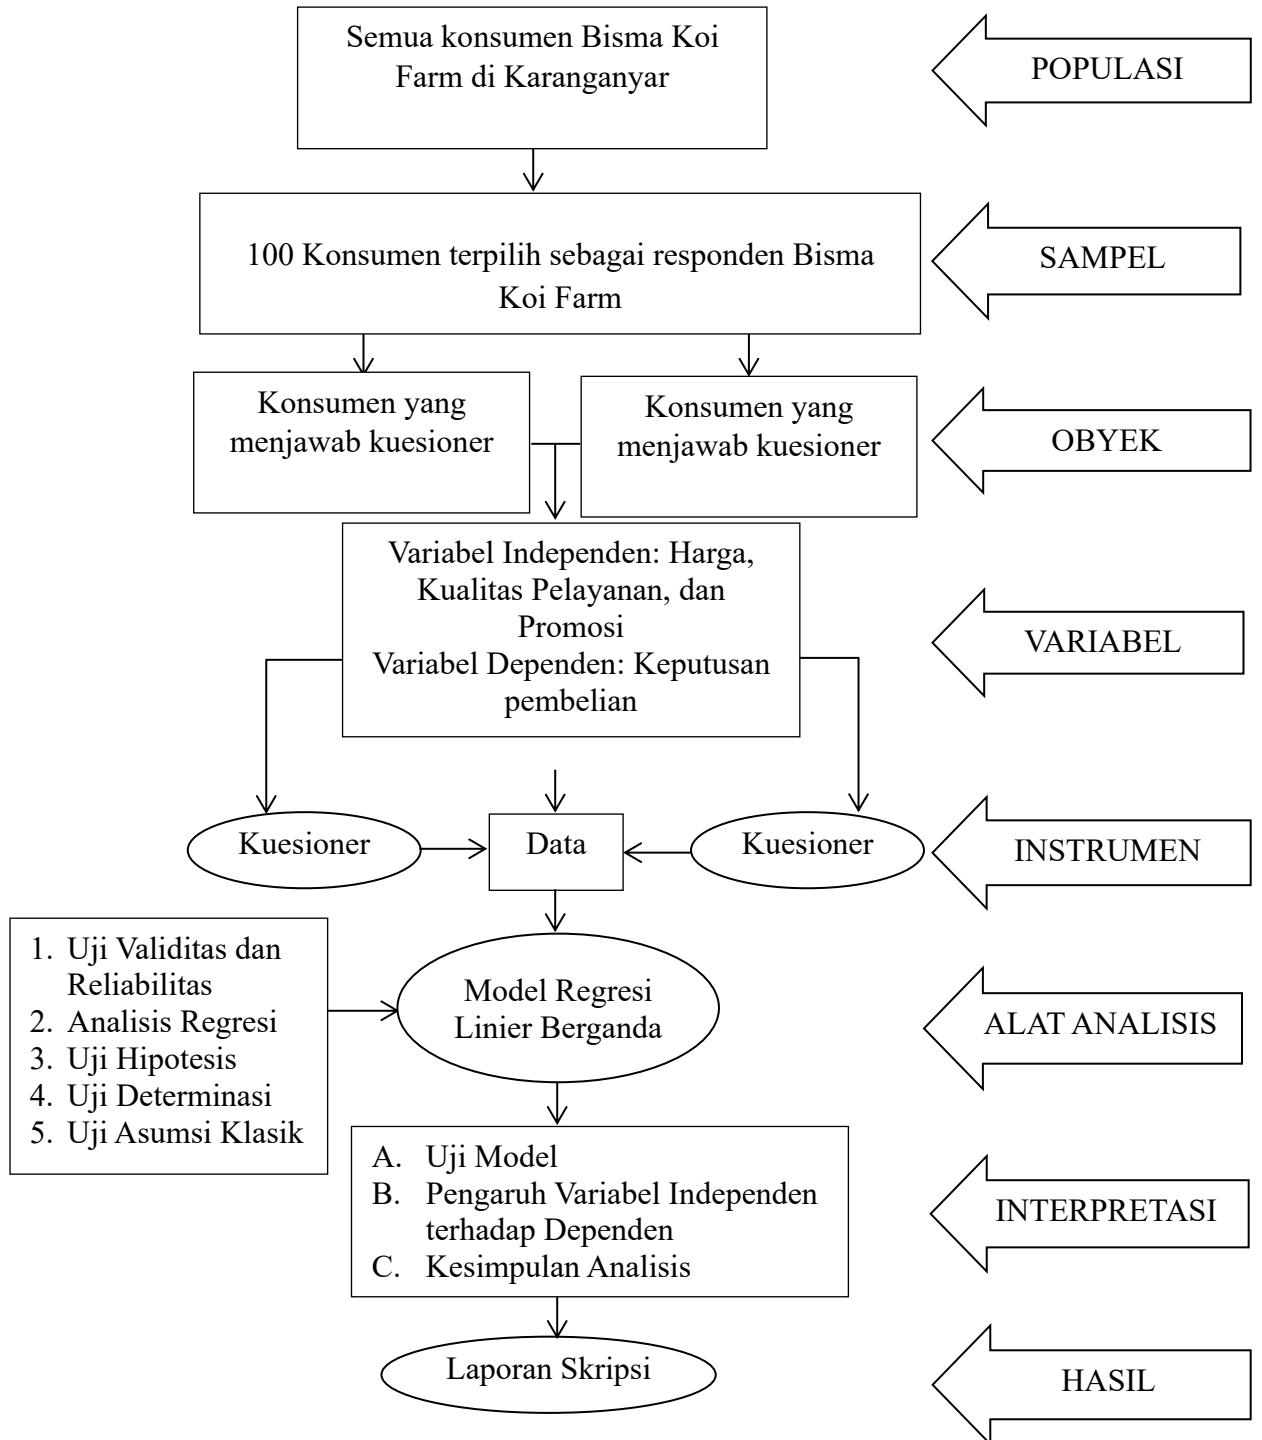 Semua konsumen Bisma Koi
Farm di Karanganyar
POPULASI
100 Konsumen terpilih sebagai responden Bisma
Koi Farm
SAMPEL
Konsumen yang
menjawab kuesioner
Konsumen yang
menjawab kuesioner
OBYEK
Variabel Independen: Harga,
Kualitas Pelayanan, dan
Promosi
Variabel Dependen: Keputusan
pembelian
VARIABEL
Kuesioner
Data
Kuesioner
INSTRUMEN
1. Uji Validitas dan
Reliabilitas
2. Analisis Regresi
3. Uji Hipotesis
4. Uji Determinasi
5. Uji Asumsi Klasik
Model Regresi
Linier Berganda
ALAT ANALISIS
A. Uji Model
B. Pengaruh Variabel Independen
terhadap Dependen
C. Kesimpulan Analisis
INTERPRETASI
Laporan Skripsi
HASIL